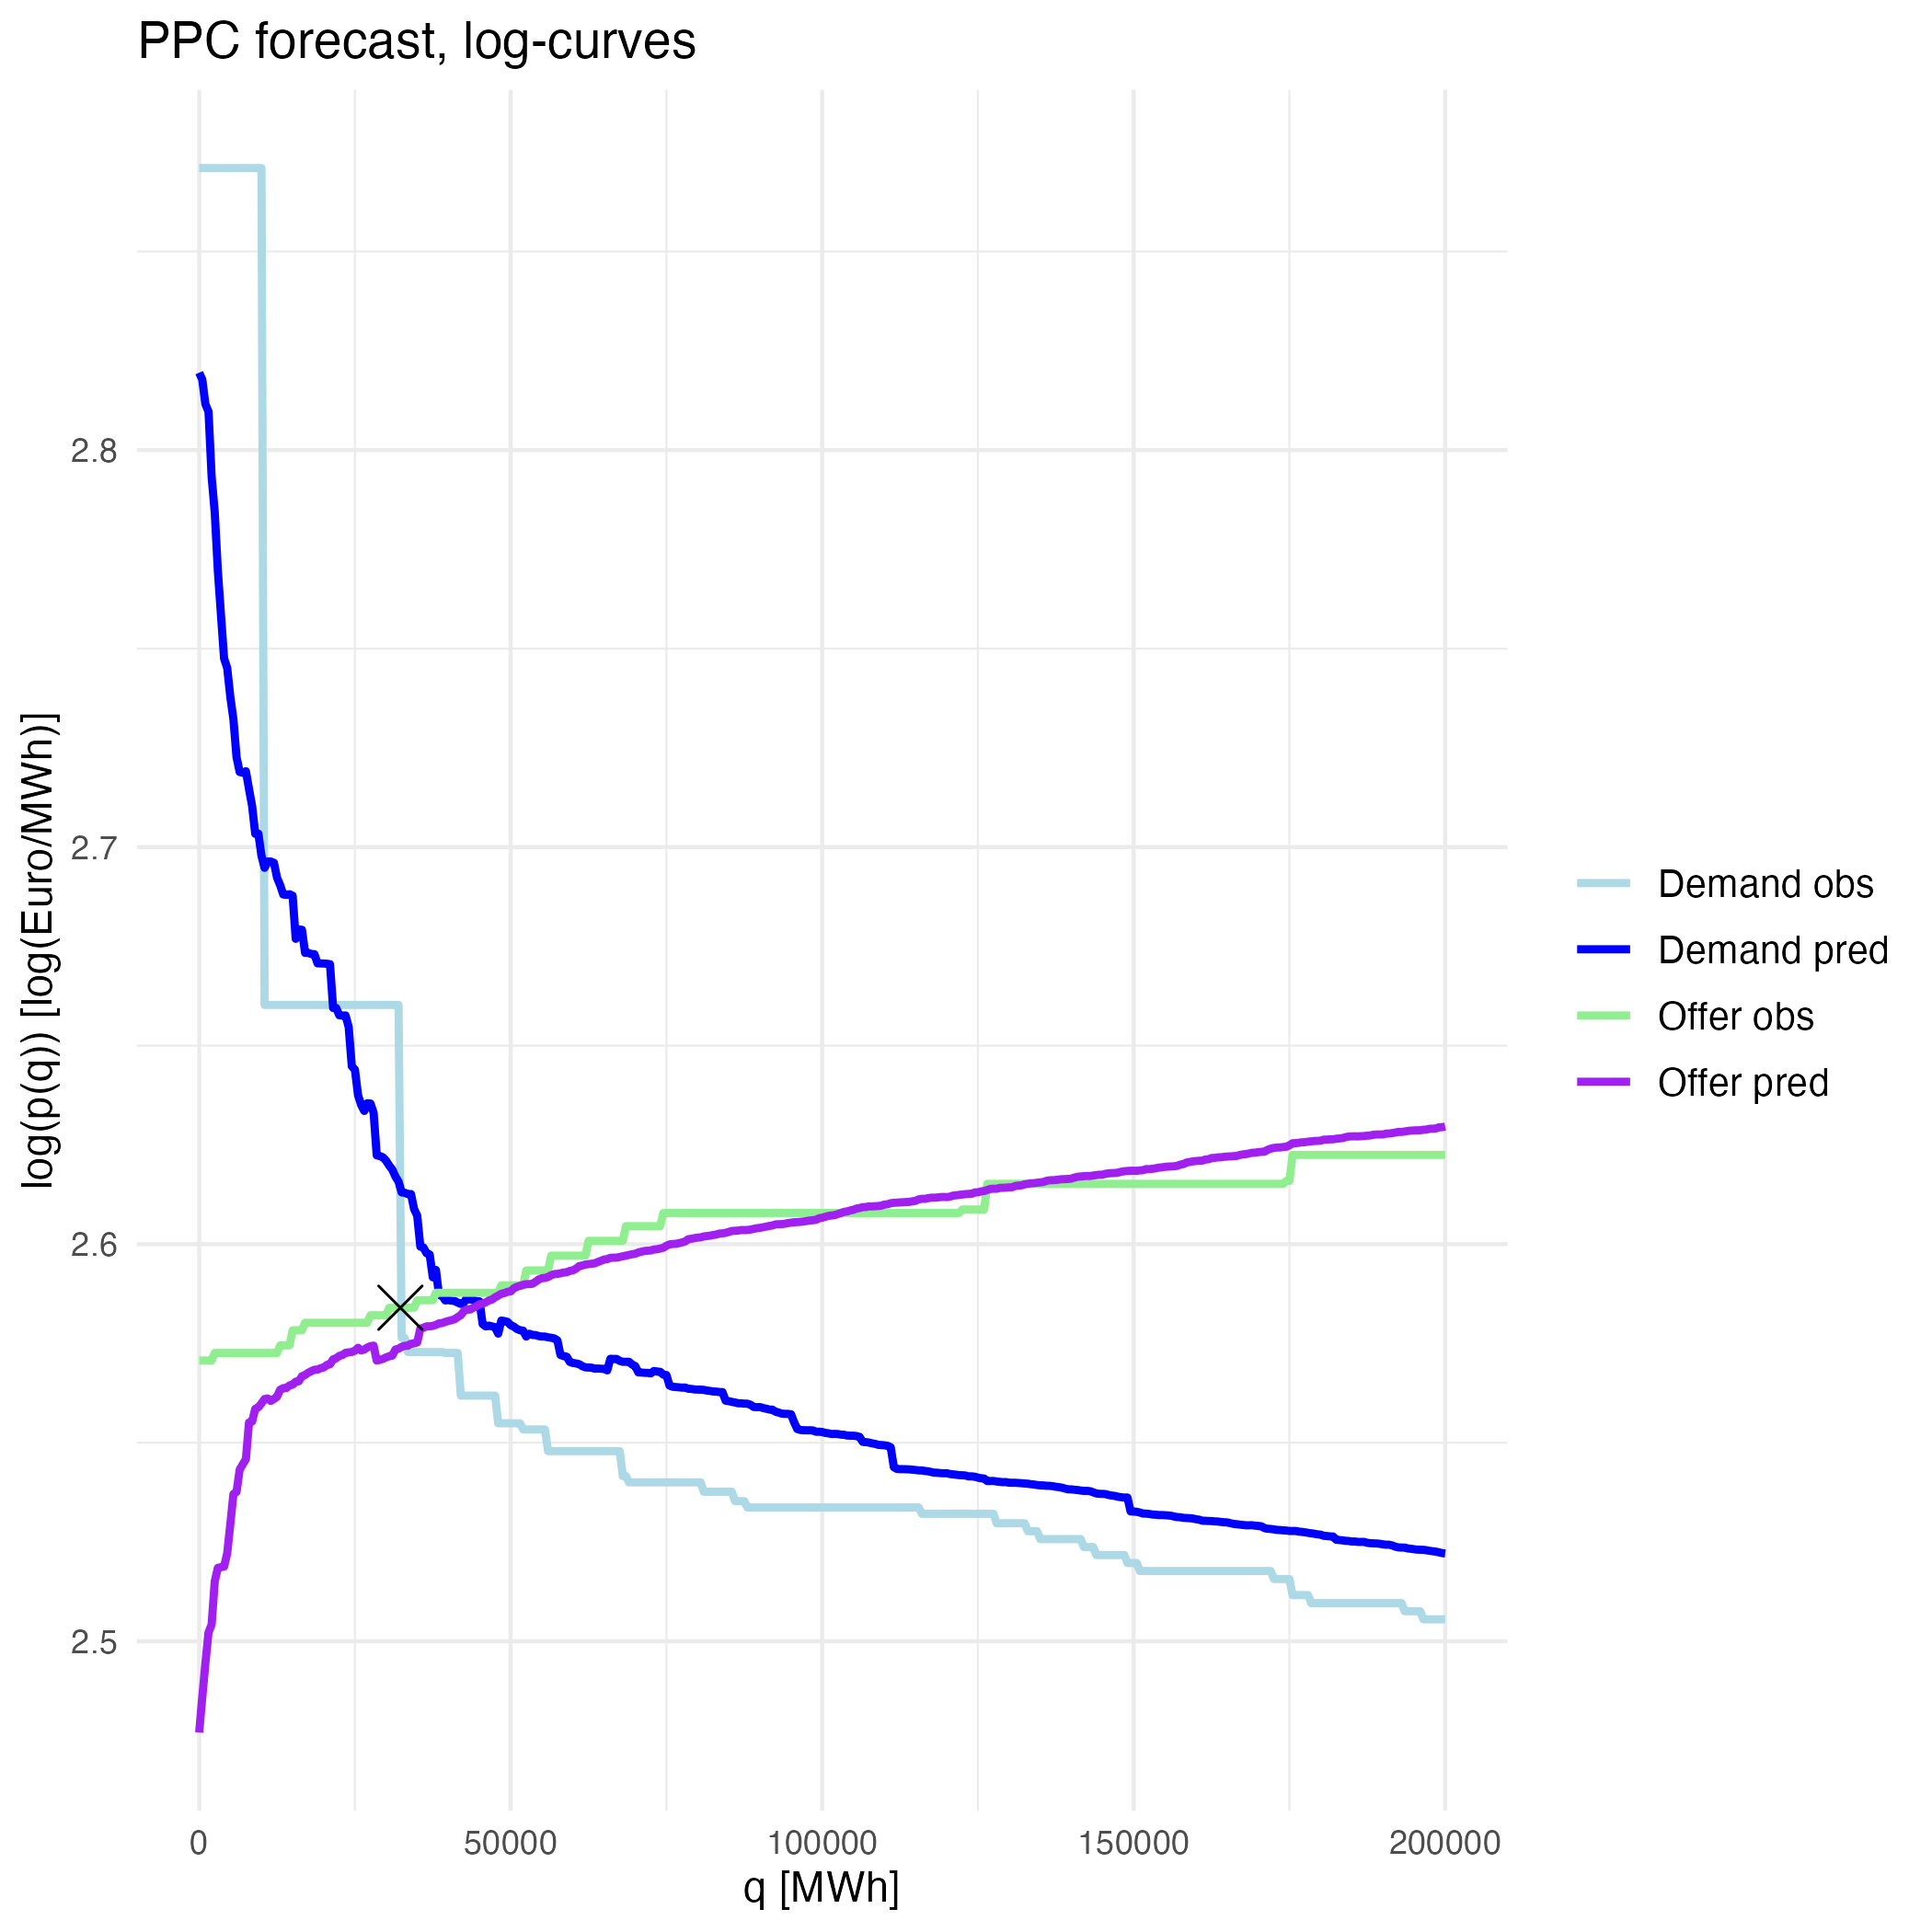 PPC forecast, log-curves
log(p(q)) [log(Euro/MWh)]
2.8
2.7
2.6
2.5
0
50000
100000
150000
200000
q [MWh]
Demand obs
Demand pred
Offer obs
Offer pred